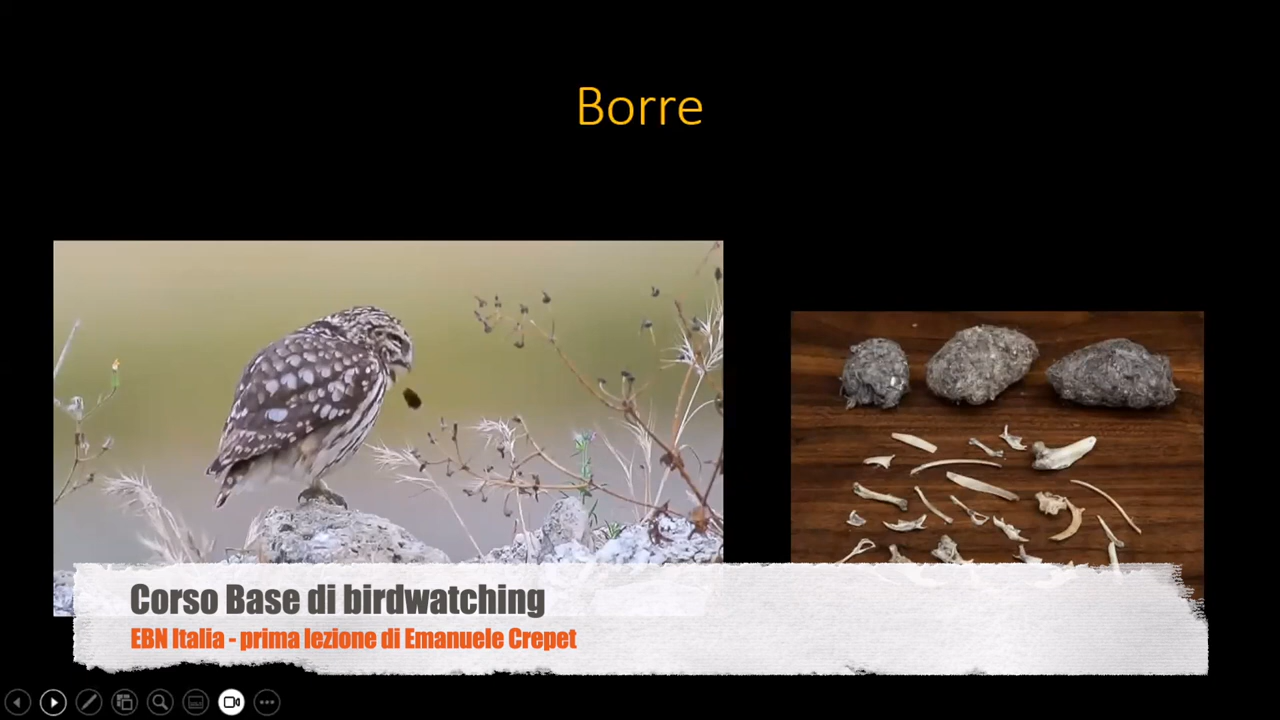 Borre
Corso Base di birdwatching
EBN Italia - prima lezione di Emanuele Crepet